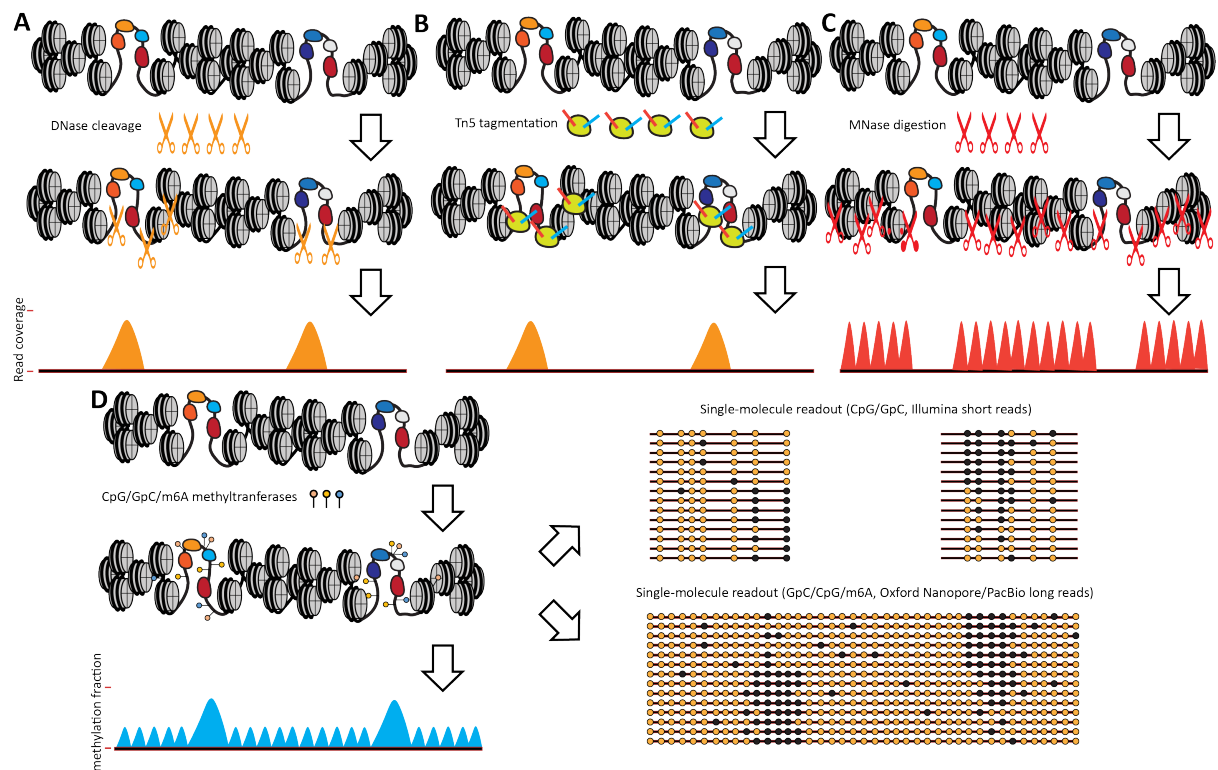 A
B
C
DNase cleavage
Tn5 tagmentation
MNase digestion
Read coverage
D
CpG/GpC/m6A methyltranferases
methylation fraction
Single-molecule readout (CpG/GpC, Illumina short reads)
Single-molecule readout (GpC/CpG/m6A, Oxford Nanopore/PacBio long reads)